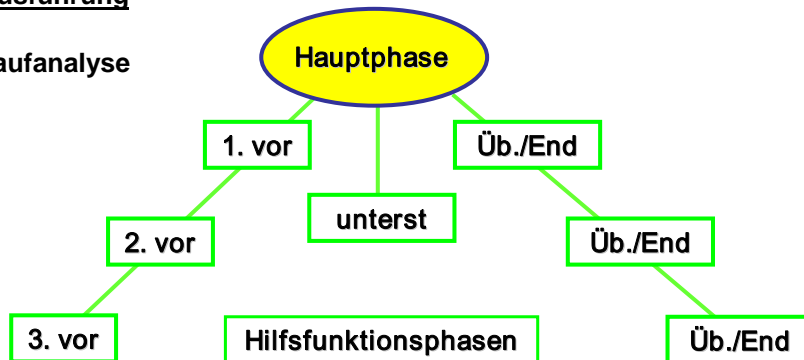 Hauptphase
aufanalyse
1. vor
Üb./End
unterst
2. vor
Üb./End
3. vor
Hilfsfunktionsphasen
Üb./End